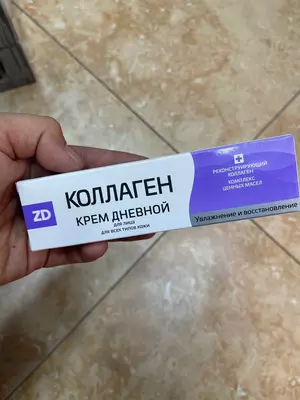 ZD
КОЛЛАГЕН
КРЕМ ДНЕВНОЙ
ДЛЯ ЛИЦА
ДЛЯ ВСЕХ ТИПОВ КОЖИ
РЕКОНСТРУИРУЮЩИЙ
КОЛЛАГЕН
КОМПЛЕКС
ЦЕННЫХ МАСЕЛ
Увлажнение и восстановление